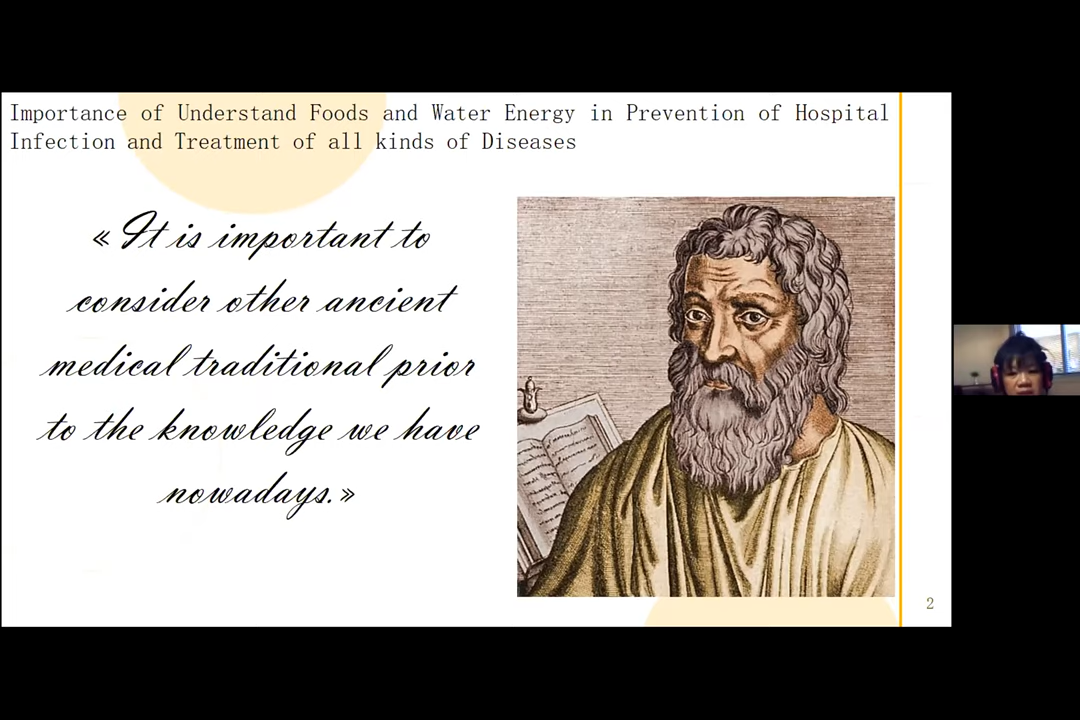 Importance of Understand Foods and Water Energy in Prevention of Hospital
Infection and Treatment of all kinds of Diseases
« It is important to
consider other ancient
medical traditional prior
to the knowledge we have
nowadays.»
2